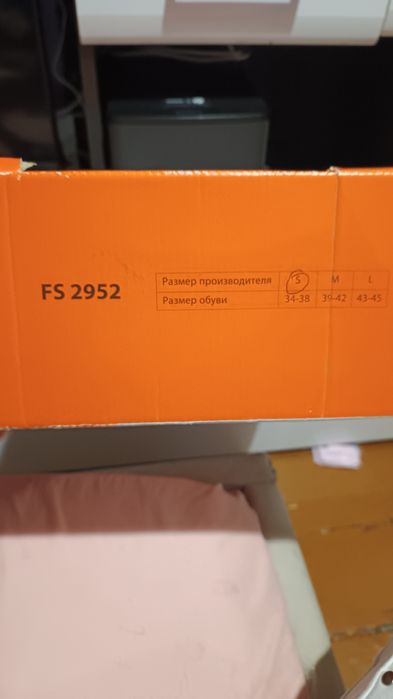 FS 2952
Размер производителя S M L
Размер обуви 34-38 39-42 43-45